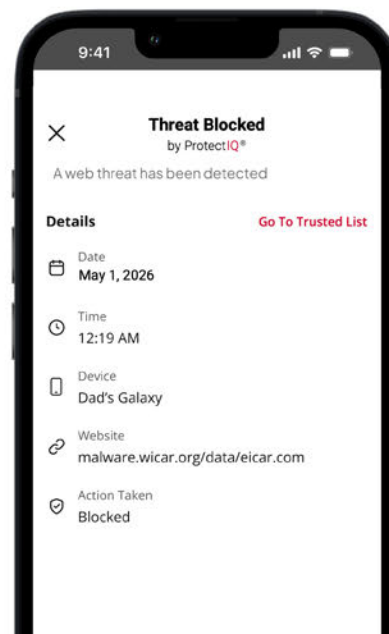 9:41
Threat Blocked
by ProtectIQ®
A web threat has been detected
Details
Go To Trusted List
Date
May 1, 2026
Time
12:19 AM
Device
Dad's Galaxy
Website
malware.wicar.org/data/eicar.com
Action Taken
Blocked